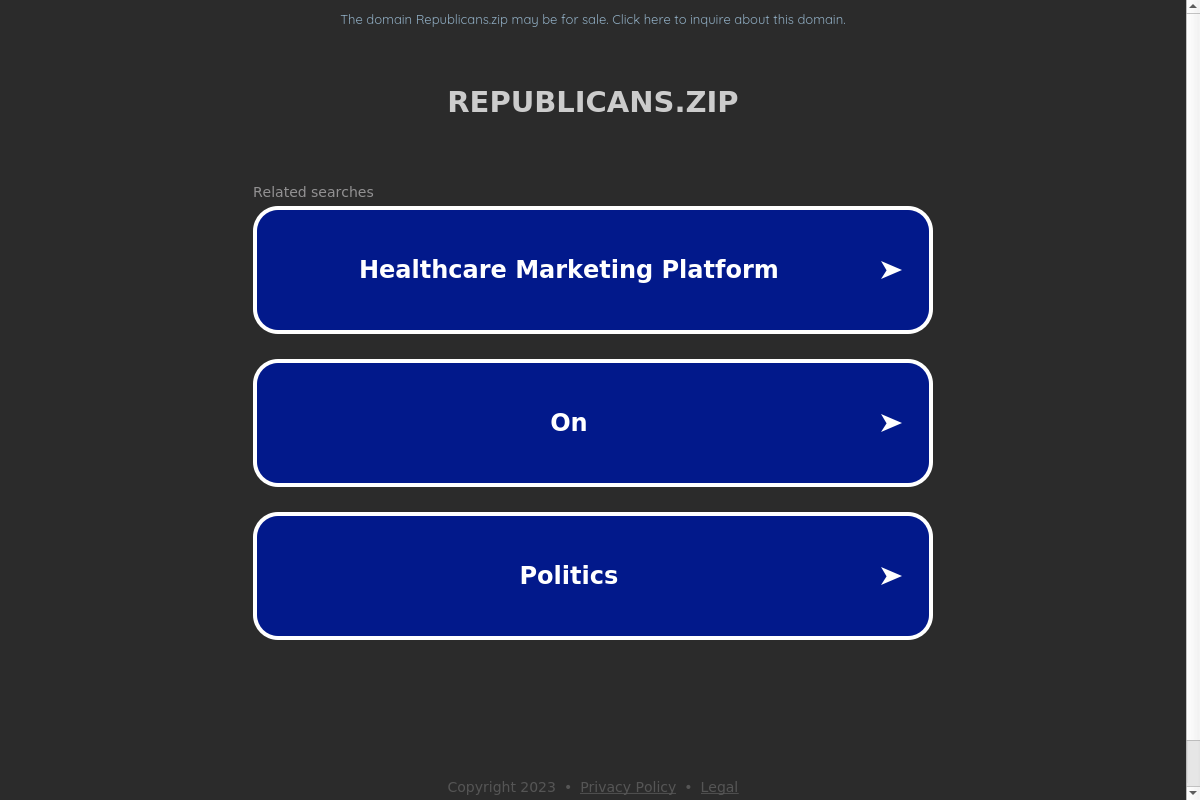 The domain Republicans.zip may be for sale. Click here to inquire about this domain.
REPUBLICANS.ZIP
Related searches
Healthcare Marketing Platform ➤
On ➤
Politics ➤
Copyright 2023 • Privacy Policy • Legal